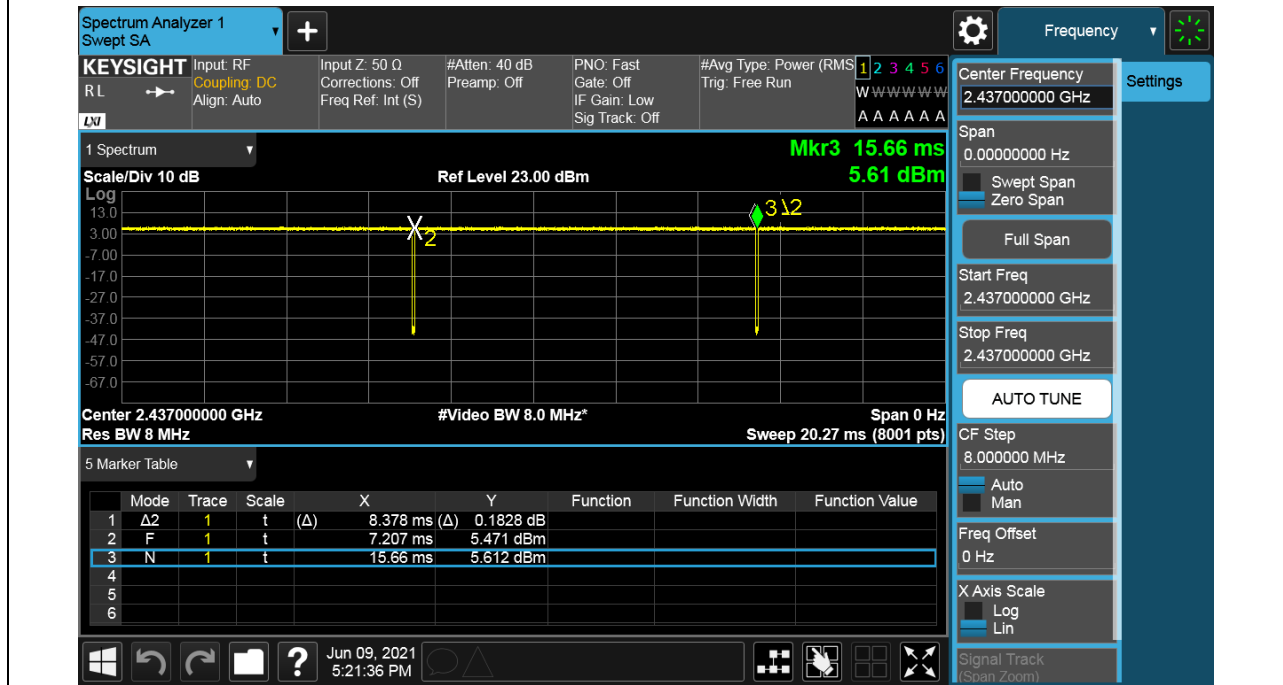 Spectrum Analyzer 1
Swept SA
+
Frequency
KEYSIGHT
Input: RF
Input Z: 50 Ω
#Atten: 40 dB
PNO: Fast
#Avg Type: Power (RMS
1 2 3 4 5 6
R L
Coupling: DC
Corrections: Off
Preamp: Off
Gate: Off
Trig: Free Run
W W W W W W
Align: Auto
Freq Ref: Int (S)
IF Gain: Low
LXI
Sig Track: Off
A A A A A A
Center Frequency
2.437000000 GHz
Settings
Span
0.00000000 Hz
Swept Span
Zero Span
Full Span
Start Freq
2.437000000 GHz
Stop Freq
2.437000000 GHz
AUTO TUNE
CF Step
8.000000 MHz
Auto
Man
Freq Offset
0 Hz
X Axis Scale
Log
Lin
Signal Track
(Span Zoom)
1 Spectrum
Mkr3 15.66 ms
Scale/Div 10 dB
Ref Level 23.00 dBm
5.61 dBm
Log
13.0
3.00
-7.00
-17.0
-27.0
-37.0
-47.0
-57.0
-67.0
X2
3 1Δ2
Center 2.437000000 GHz
#Video BW 8.0 MHz*
Span 0 Hz
Res BW 8 MHz
Sweep 20.27 ms (8001 pts)
5 Marker Table
Mode Trace Scale X Y Function Function Width Function Value
1 Δ2 1 t (Δ) 8.378 ms (Δ) 0.1828 dB
2 F 1 t 7.207 ms 5.471 dBm
3 N 1 t 15.66 ms 5.612 dBm
4
5
6
?
Jun 09, 2021
5:21:36 PM